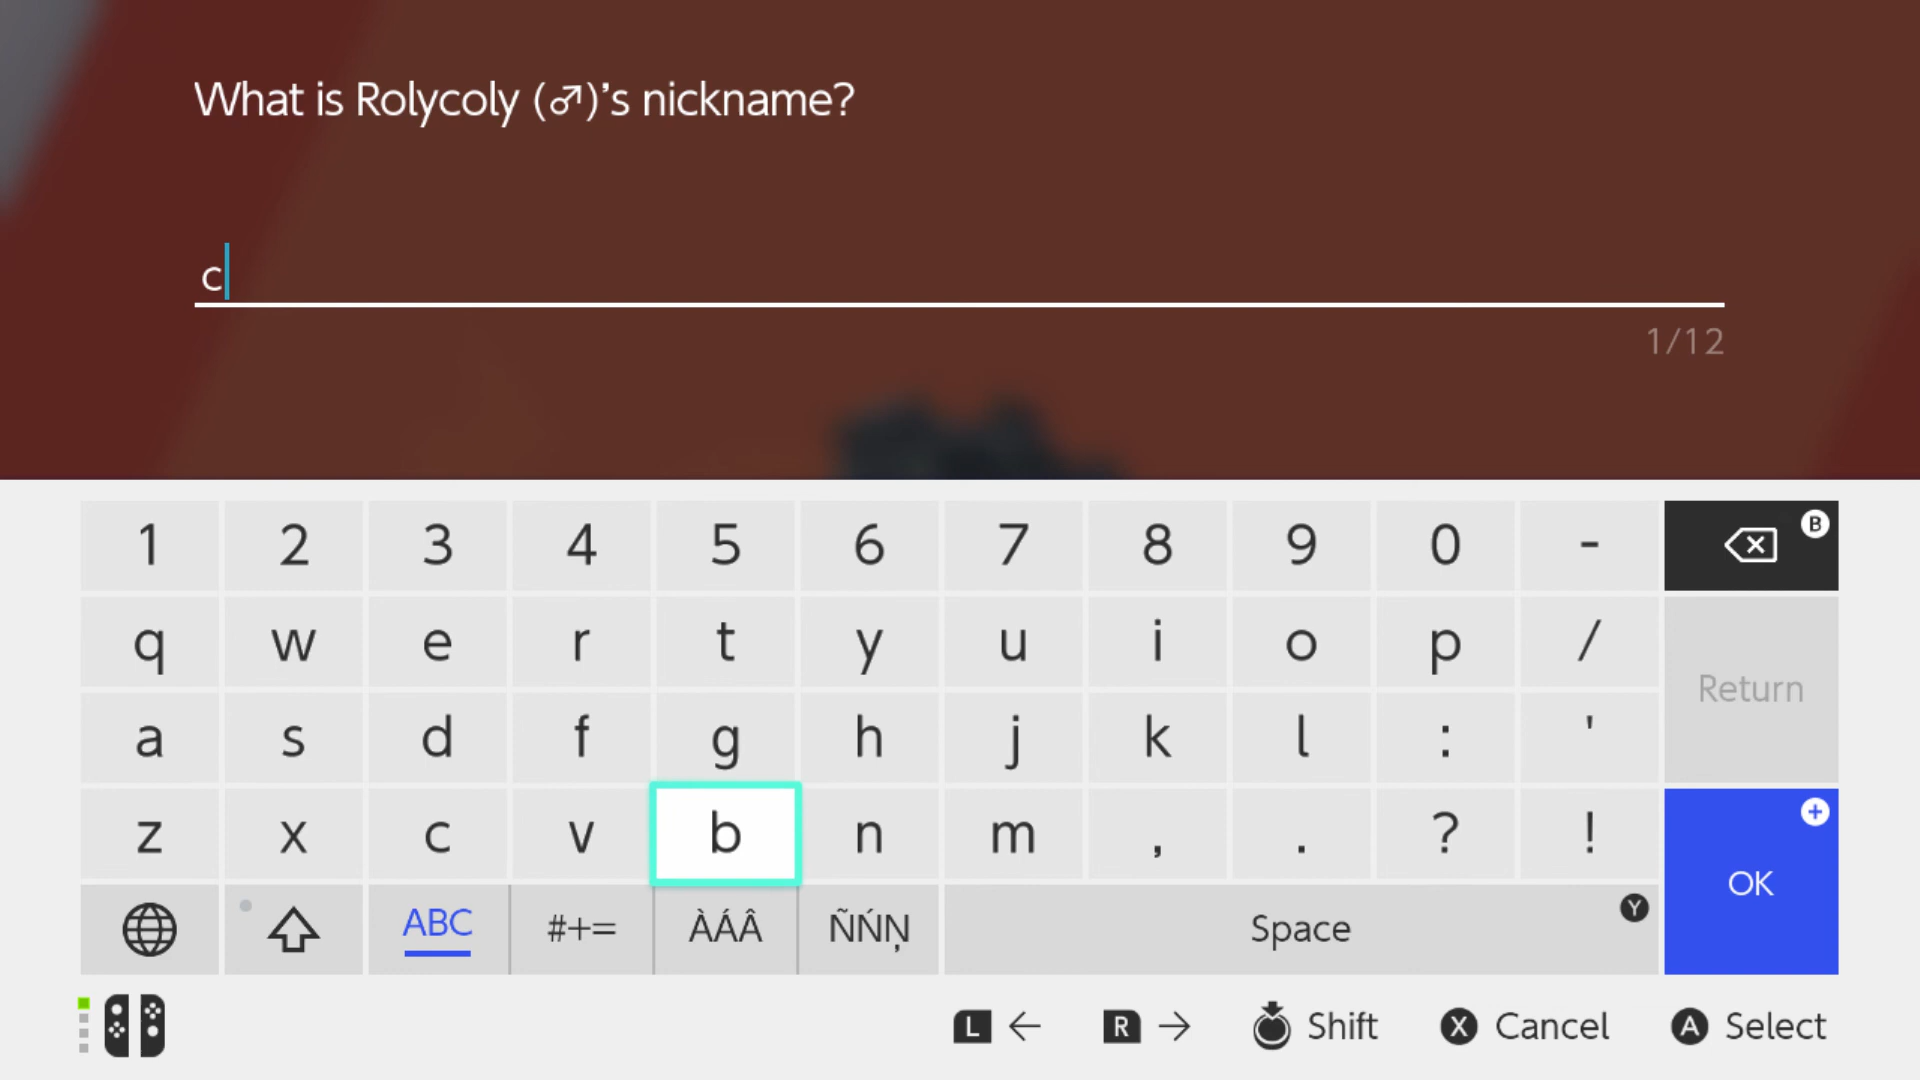 What is Rolycoly (♂)’s nickname?
c
1/12
1 2 3 4 5 6 7 8 9 0 - B
q w e r t y u i o p /
Return
a s d f g h j k l : '
z x c v b n m , . ? ! +
OK
ABC #+= ÀÁÂ ÑŃŅ Space Y
L ← R → Shift X Cancel A Select